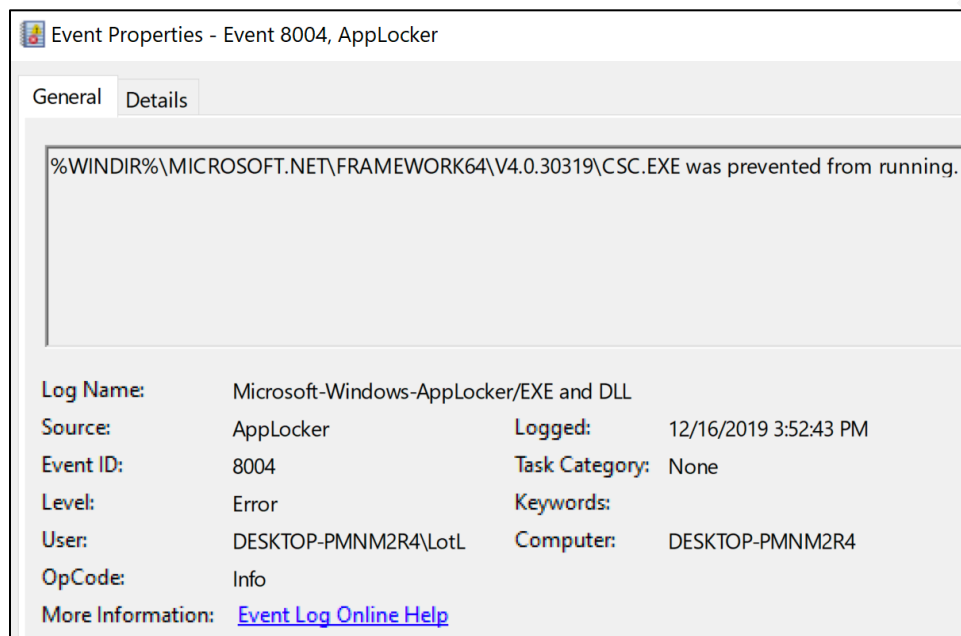 Event Properties - Event 8004, AppLocker
General Details
%WINDIR%\MICROSOFT.NET\FRAMEWORK64\V4.0.30319\CSC.EXE was prevented from running.
Log Name: Microsoft-Windows-AppLocker/EXE and DLL
Source: AppLocker Logged: 12/16/2019 3:52:43 PM
Event ID: 8004 Task Category: None
Level: Error Keywords:
User: DESKTOP-PMNM2R4\LotL Computer: DESKTOP-PMNM2R4
OpCode: Info
More Information: Event Log Online Help